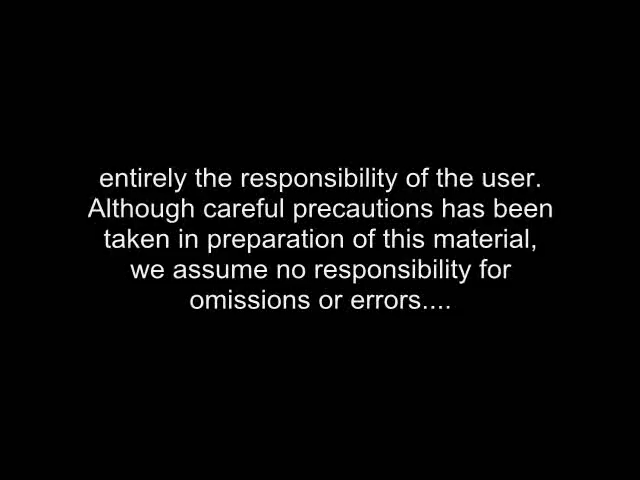 entirely the responsibility of the user.
Although careful precautions has been
taken in preparation of this material,
we assume no responsibility for
omissions or errors....